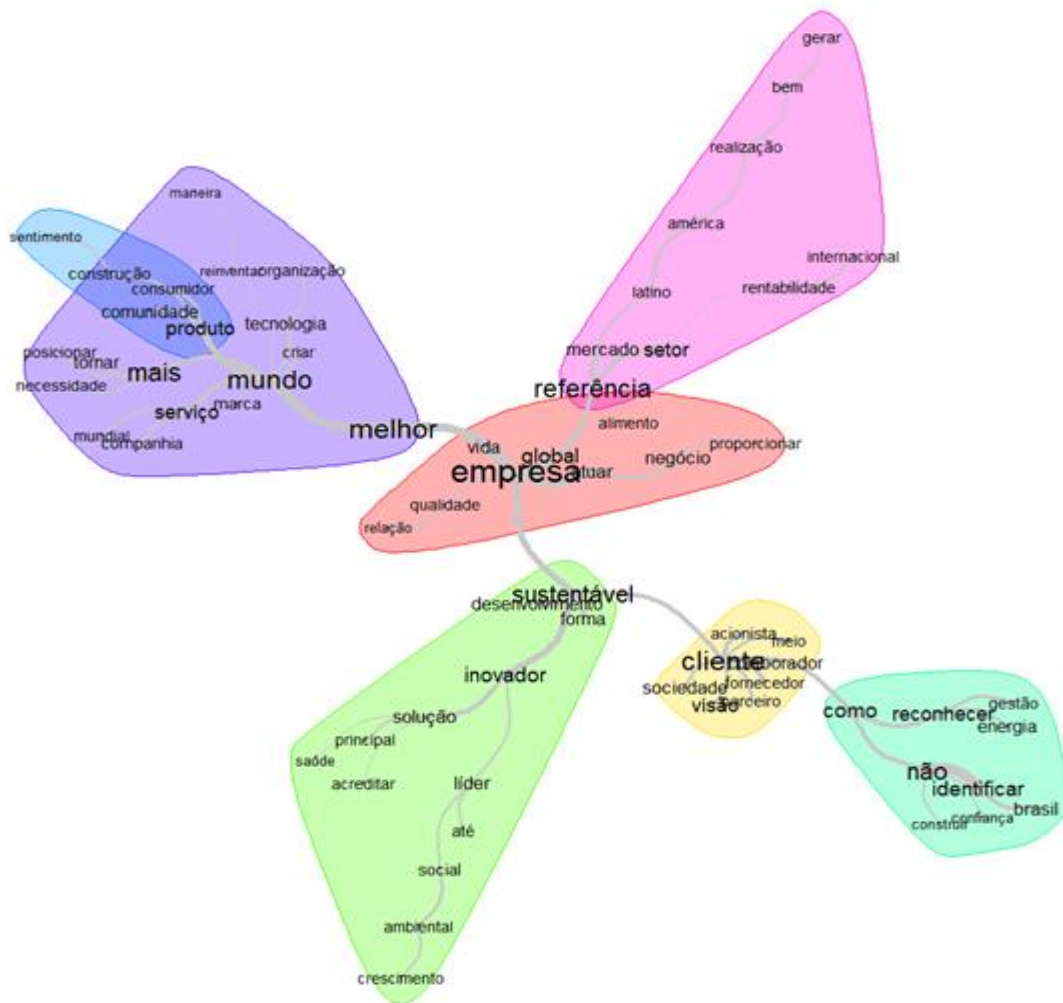 gerar
bem
realização
américa
internacional
latino
rentabilidade
mercado
setor
referência
maneira
sentimento
construção
reinventar
organização
consumidor
comunidade
produto
tecnologia
posicionar
tornar
criar
necessidade
mais
mundo
serviço
marca
mundial
companhia
melhor
alimento
vida
global
negócio
proporcionar
empresa
atuar
qualidade
relação
sustentável
desenvolvimento
forma
inovador
solução
principal
saúde
acreditar
líder
até
social
ambiental
crescimento
acionista
meio
cliente
colaborador
sociedade
fornecedor
visão
parceiro
como
reconhecer
gestão
energia
não
identificar
brasil
construir
confiança